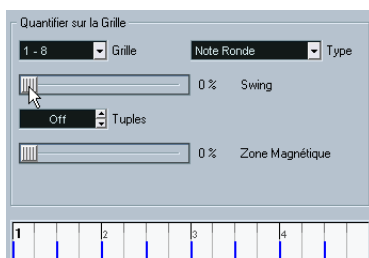 Quantifier sur la Grille
1 - 8 Grille Note Ronde Type
0 % Swing
Off Tuples
0 % Zone Magnétique
1 2 3 4